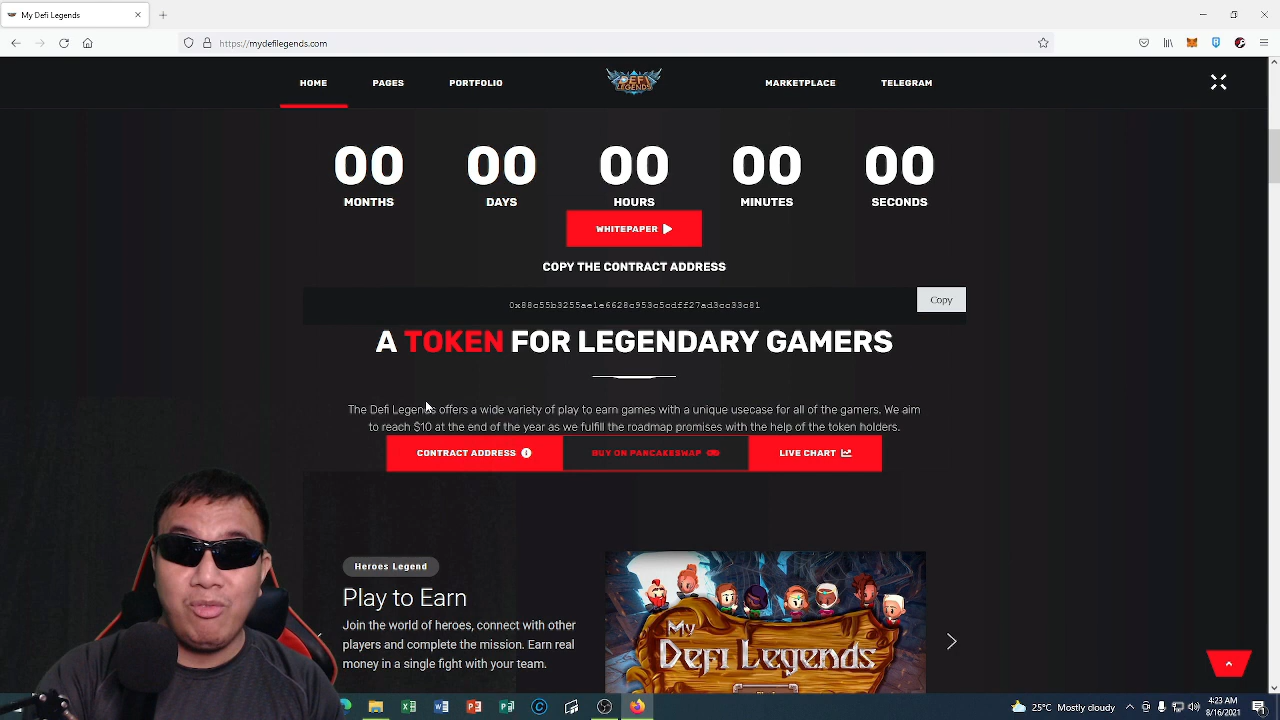 My Defi Legends
https://mydefilegends.com
HOME PAGES PORTFOLIO DEFI LEGENDS MARKETPLACE TELEGRAM
00 00 00 00 00
MONTHS DAYS HOURS MINUTES SECONDS
WHITEPAPER
COPY THE CONTRACT ADDRESS
Copy
A TOKEN FOR LEGENDARY GAMERS
The Defi Legends offers a wide variety of play to earn games with a unique usecase for all of the gamers. We aim
to reach $10 at the end of the year as we fulfill the roadmap promises with the help of the token holders.
CONTRACT ADDRESS BUY ON PANCAKESWAP LIVE CHART
Heroes Legend
Play to Earn
Join the world of heroes, connect with other
players and complete the mission. Earn real
money in a single fight with your team.
My
Defi Legends
25°C Mostly cloudy
4:23 AM
8/16/2021